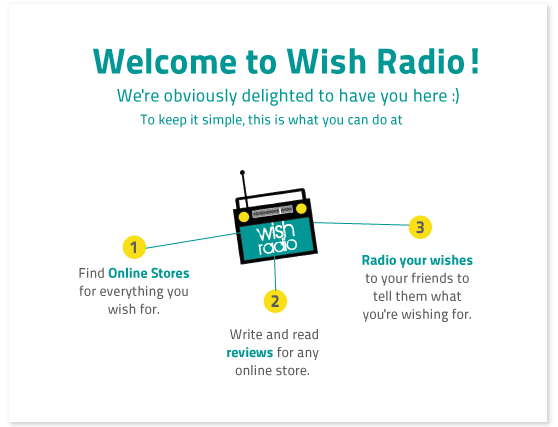 Welcome to Wish Radio!
We're obviously delighted to have you here :)
To keep it simple, this is what you can do at
wish
radio
1
Find Online Stores
for everything you
wish for.
2
Write and read
reviews for any
online store.
3
Radio your wishes
to your friends to
tell them what
you're wishing for.